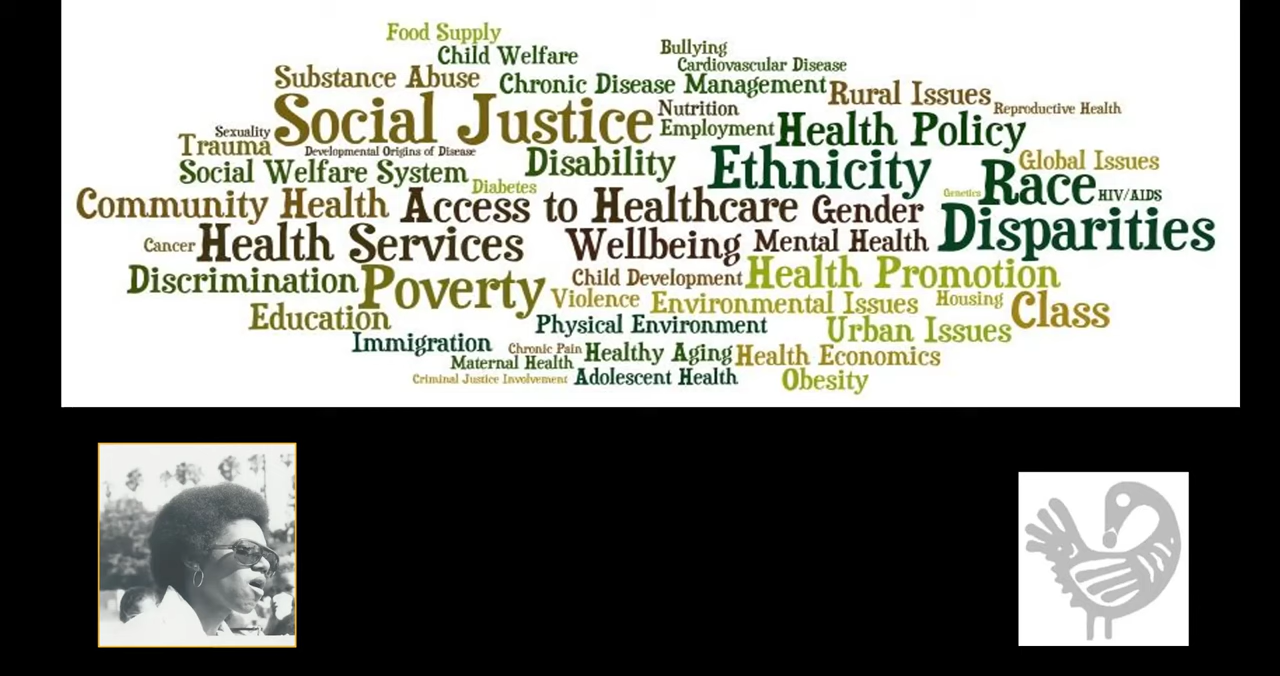 Food Supply
Child Welfare
Bullying
Cardiovascular Disease
Substance Abuse
Chronic Disease Management
Rural Issues
Social Justice
Nutrition
Reproductive Health
Sexuality
Employment
Health Policy
Trauma
Developmental Origins of Disease
Disability
Ethnicity
Global Issues
Social Welfare System
Diabetes
Genetics
Race
HIV/AIDS
Community Health
Access to Healthcare
Gender
Disparities
Cancer
Health Services
Wellbeing
Mental Health
Discrimination
Poverty
Child Development
Health Promotion
Violence
Environmental Issues
Housing
Class
Education
Physical Environment
Urban Issues
Immigration
Chronic Pain
Healthy Aging
Health Economics
Maternal Health
Criminal Justice Involvement
Adolescent Health
Obesity